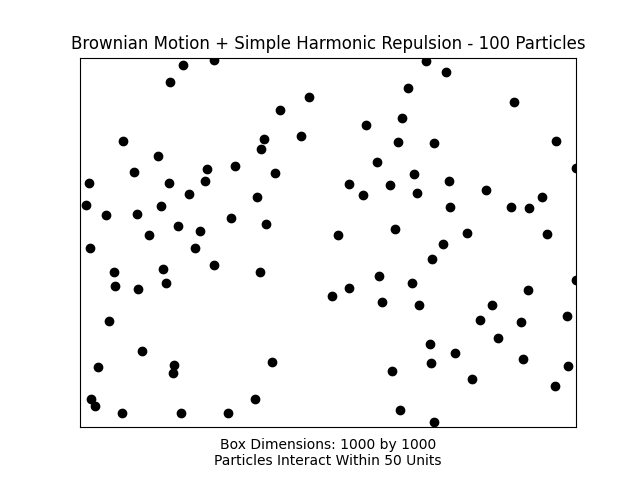 Brownian Motion + Simple Harmonic Repulsion - 100 Particles
Box Dimensions: 1000 by 1000
Particles Interact Within 50 Units